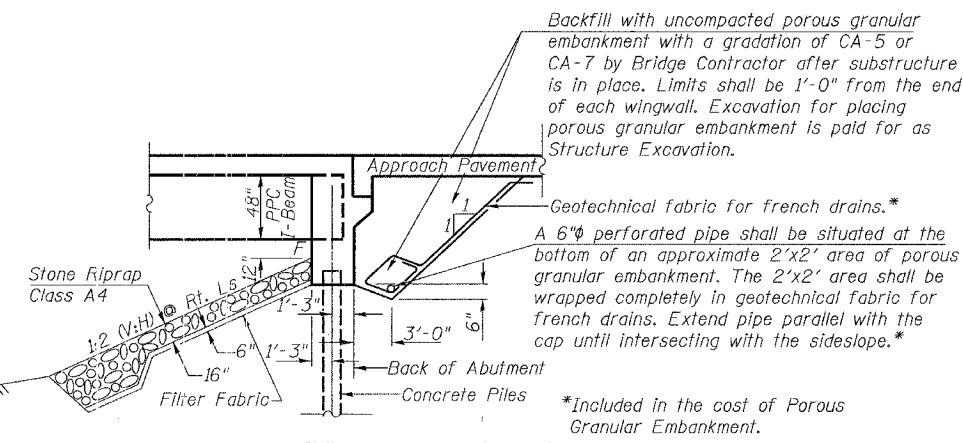 Backfill with uncompacted porous granular
embankment with a gradation of CA-5 or
CA-7 by Bridge Contractor after substructure
is in place. Limits shall be 1'-0" from the end
of each wingwall. Excavation for placing
porous granular embankment is paid for as
Structure Excavation.
Approach Pavement
48"
PPC
I-Beam
1
1
Geotechnical fabric for french drains.*
A 6"ϕ perforated pipe shall be situated at the
bottom of an approximate 2'x2' area of porous
granular embankment. The 2'x2' area shall be
wrapped completely in geotechnical fabric for
french drains. Extend pipe parallel with the
cap until intersecting with the sideslope.*
F
12"
Stone Riprap
Class A4
1:2 (V:H) @ Rt. L's
1'-3"
6"
3'-0"
6"
1'-3"
16"
Filter Fabric
Back of Abutment
Concrete Piles
*Included in the cost of Porous
Granular Embankment.